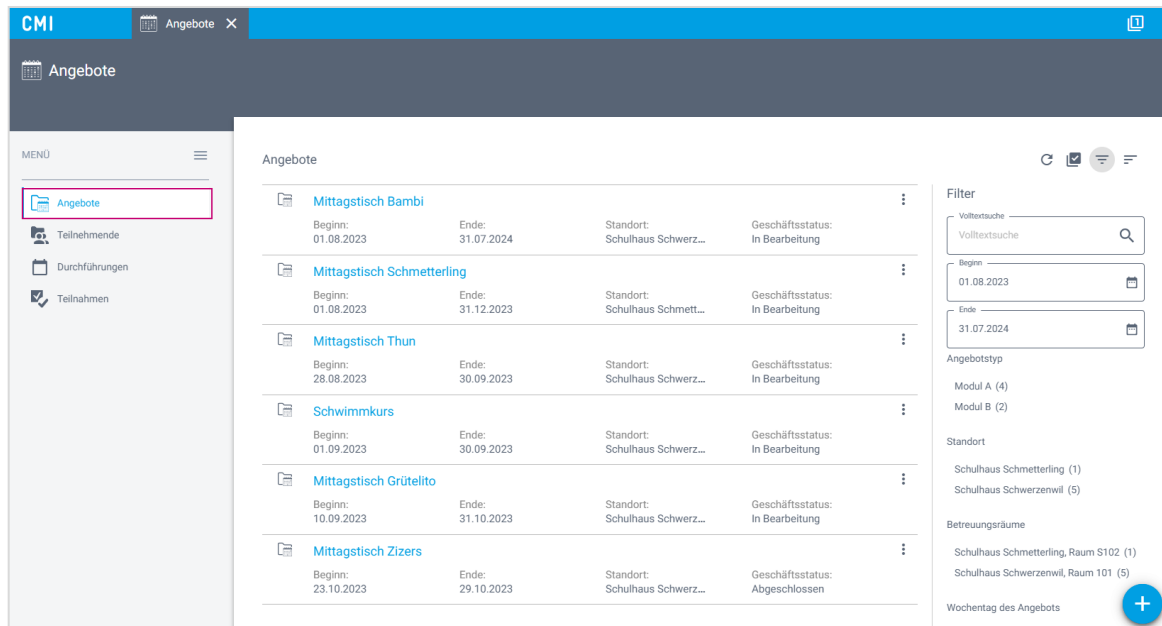 CMI
Angebote
1
Angebote
MENÜ
Angebote
Teilnehmende
Durchführungen
Teilnahmen
Angebote
Mittagstisch Bambi
Beginn: Ende: Standort: Geschäftsstatus:
01.08.2023 31.07.2024 Schulhaus Schwerz... In Bearbeitung
Mittagstisch Schmetterling
Beginn: Ende: Standort: Geschäftsstatus:
01.08.2023 31.12.2023 Schulhaus Schmett... In Bearbeitung
Mittagstisch Thun
Beginn: Ende: Standort: Geschäftsstatus:
28.08.2023 30.09.2023 Schulhaus Schwerz... In Bearbeitung
Schwimmkurs
Beginn: Ende: Standort: Geschäftsstatus:
01.09.2023 30.09.2023 Schulhaus Schwerz... In Bearbeitung
Mittagstisch Grütelito
Beginn: Ende: Standort: Geschäftsstatus:
10.09.2023 31.10.2023 Schulhaus Schwerz... In Bearbeitung
Mittagstisch Zizers
Beginn: Ende: Standort: Geschäftsstatus:
23.10.2023 29.10.2023 Schulhaus Schwerz... Abgeschlossen
Filter
Volltextsuche
Volltextsuche
Beginn
01.08.2023
Ende
31.07.2024
Angebotstyp
Modul A (4)
Modul B (2)
Standort
Schulhaus Schmetterling (1)
Schulhaus Schwerzenwil (5)
Betreuungsräume
Schulhaus Schmetterling, Raum S102 (1)
Schulhaus Schwerzenwil, Raum 101 (5)
Wochentag des Angebots